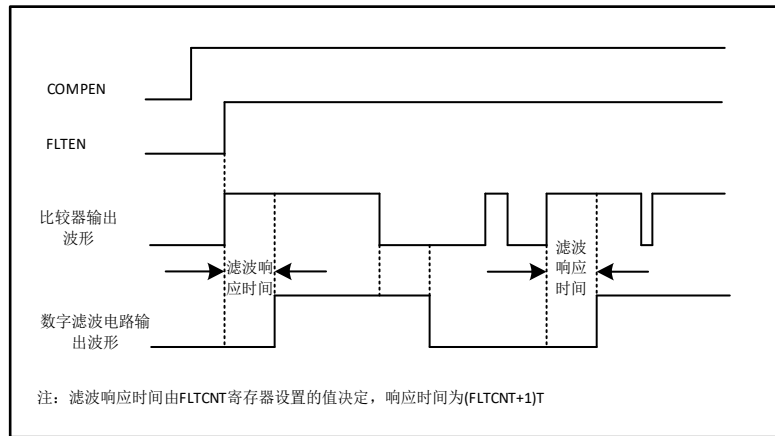 COMPEN
FLTEN
比较器输出
波形
滤波响
应时间
滤波
响应
时间
数字滤波电路输
出波形
注：滤波响应时间由FLTCNT寄存器设置的值决定，响应时间为(FLTCNT+1)T